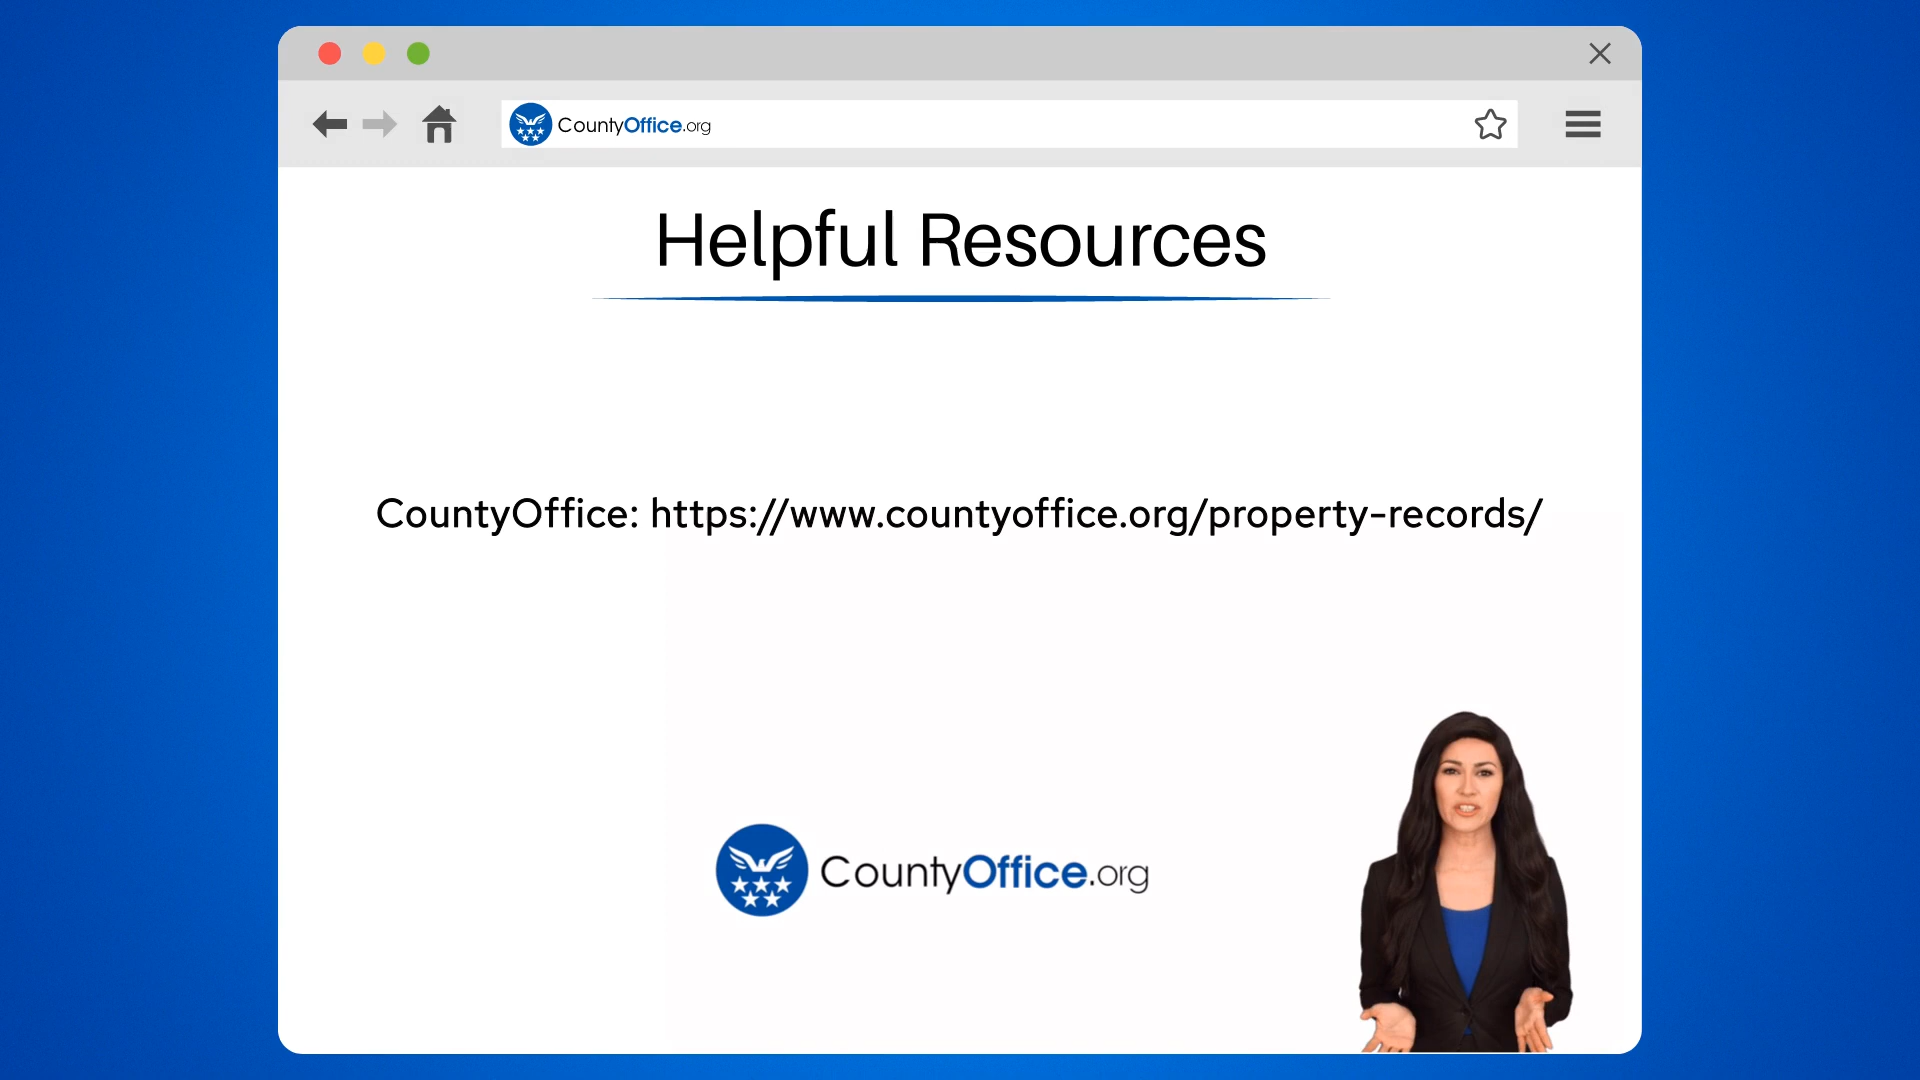 CountyOffice.org
Helpful Resources
CountyOffice: https://www.countyoffice.org/property-records/
CountyOffice.org